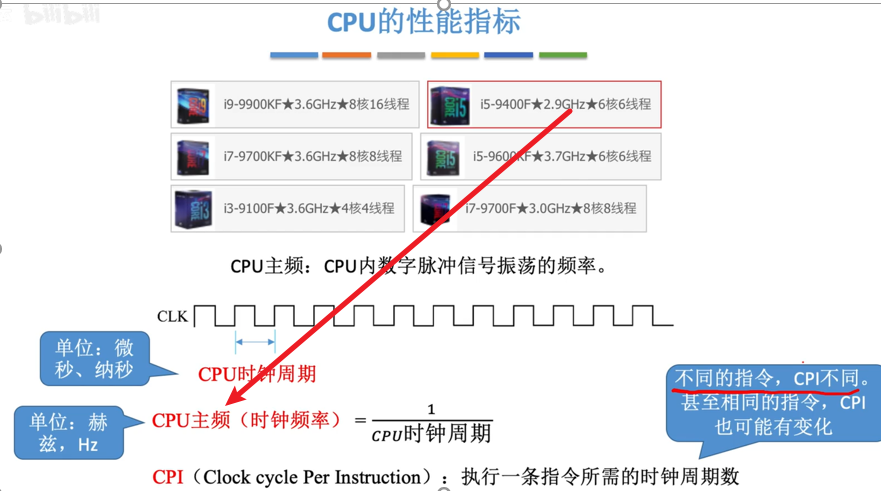 bilibili
CPU的性能指标
i9-9900KF★3.6GHz★8核16线程
i5-9400F★2.9GHz★6核6线程
i7-9700KF★3.6GHz★8核8线程
i5-9600KF★3.7GHz★6核6线程
i3-9100F★3.6GHz★4核4线程
i7-9700F★3.0GHz★8核8线程
CPU主频：CPU内数字脉冲信号振荡的频率。
CLK
单位：微
秒、纳秒
CPU时钟周期
不同的指令，CPI不同。
甚至相同的指令，CPI
也可能有变化
单位：赫
兹，Hz
CPU主频（时钟频率）= 1/CPU时钟周期
CPI（Clock cycle Per Instruction）：执行一条指令所需的时钟周期数